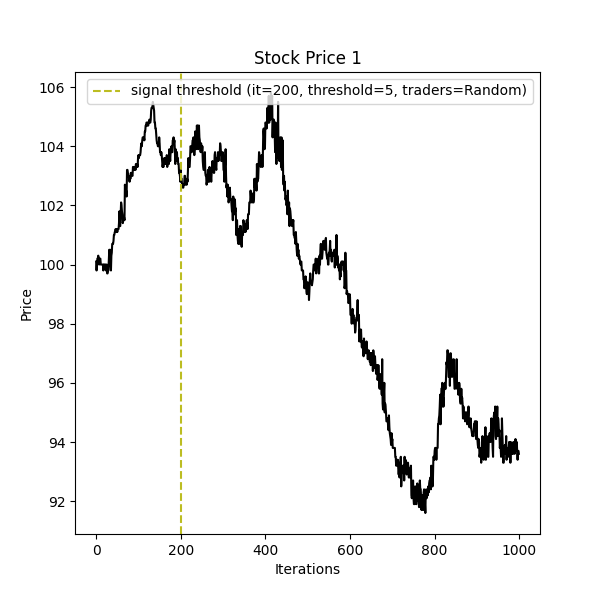 Stock Price 1
signal threshold (it=200, threshold=5, traders=Random)
106
104
102
100
98
96
94
92
Price
0 200 400 600 800 1000
Iterations